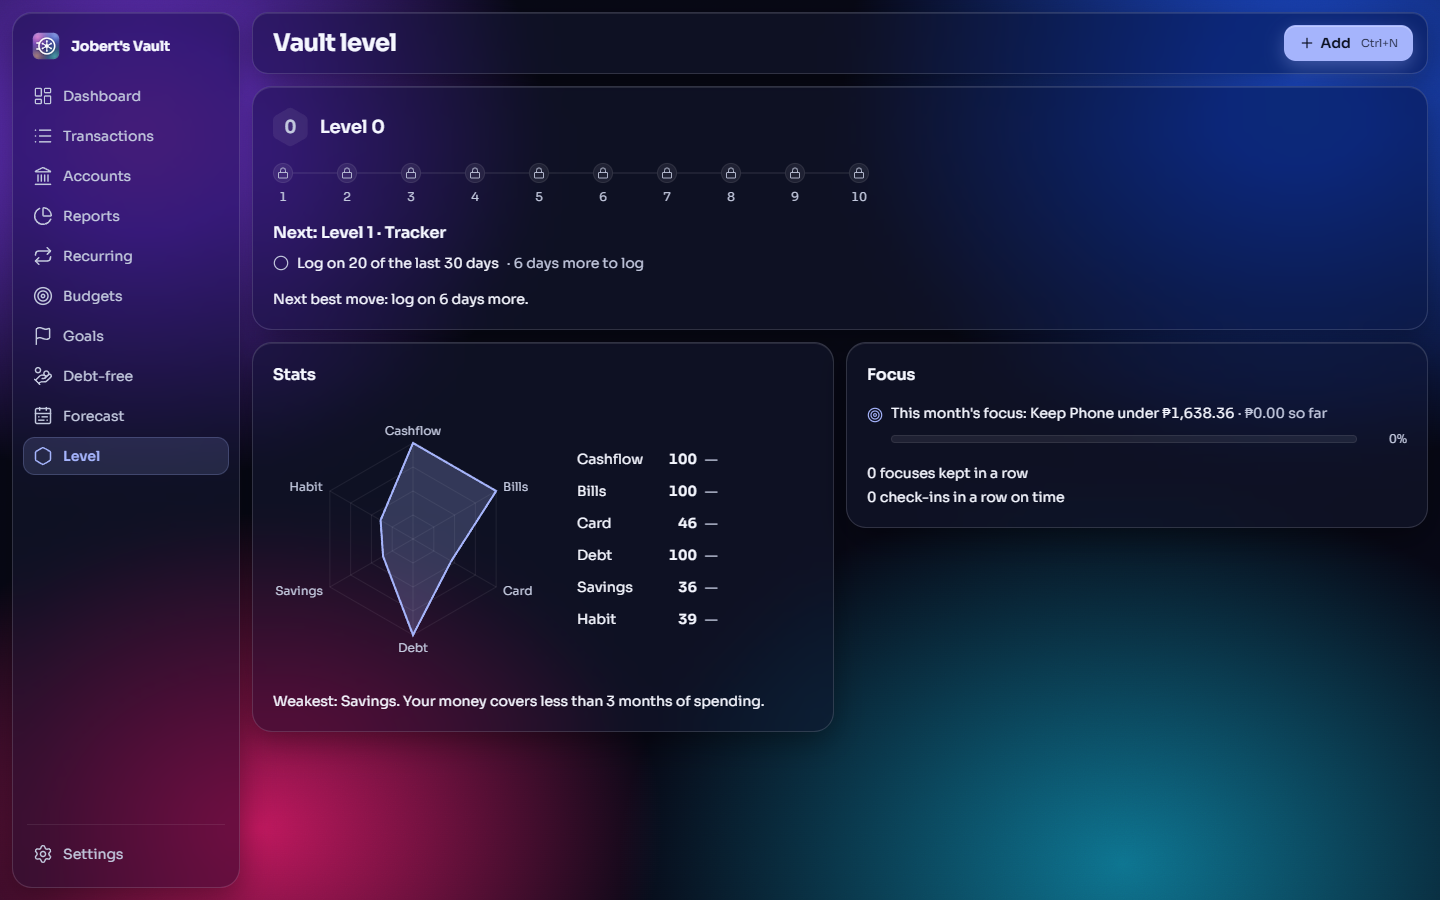 Jobert's Vault
Dashboard
Transactions
Accounts
Reports
Recurring
Budgets
Goals
Debt-free
Forecast
Level
Settings
Vault level
+ Add Ctrl+N
0 Level 0
1 2 3 4 5 6 7 8 9 10
Next: Level 1 · Tracker
Log on 20 of the last 30 days · 6 days more to log
Next best move: log on 6 days more.
Stats
Cashflow
Bills
Card
Debt
Savings
Habit
Cashflow 100 —
Bills 100 —
Card 46 —
Debt 100 —
Savings 36 —
Habit 39 —
Weakest: Savings. Your money covers less than 3 months of spending.
Focus
This month's focus: Keep Phone under ₱1,638.36 · ₱0.00 so far
0%
0 focuses kept in a row
0 check-ins in a row on time